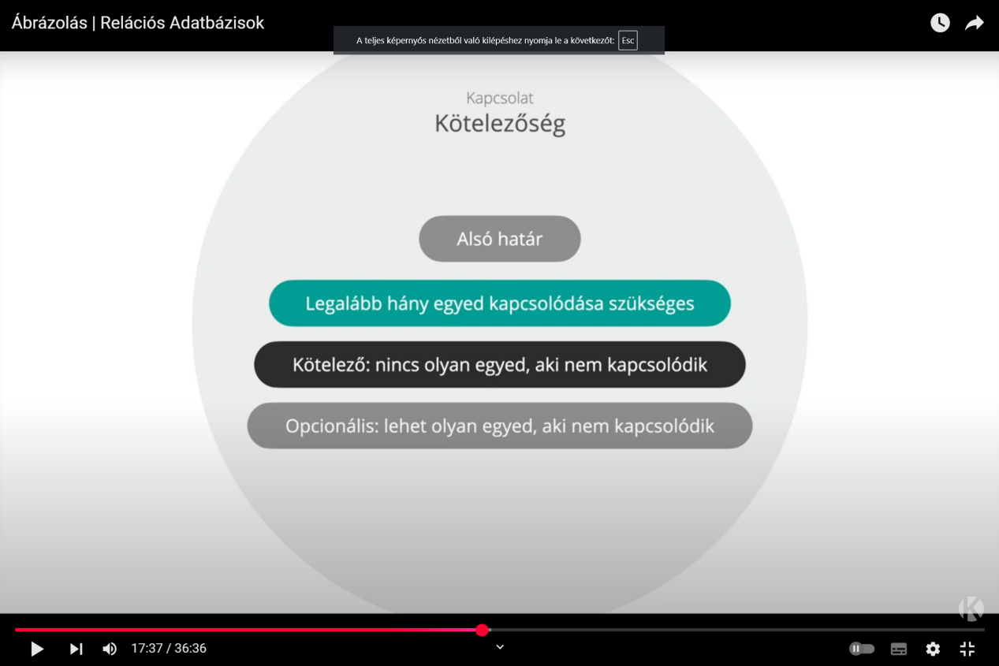 Ábrázolás | Relációs Adatbázisok
A teljes képernyős nézetből való kilépéshez nyomja le a következőt: Esc
Kapcsolat
Kötelezőség
Alsó határ
Legalább hány egyed kapcsolódása szükséges
Kötelező: nincs olyan egyed, aki nem kapcsolódik
Opcionális: lehet olyan egyed, aki nem kapcsolódik
K
17:37 / 36:36